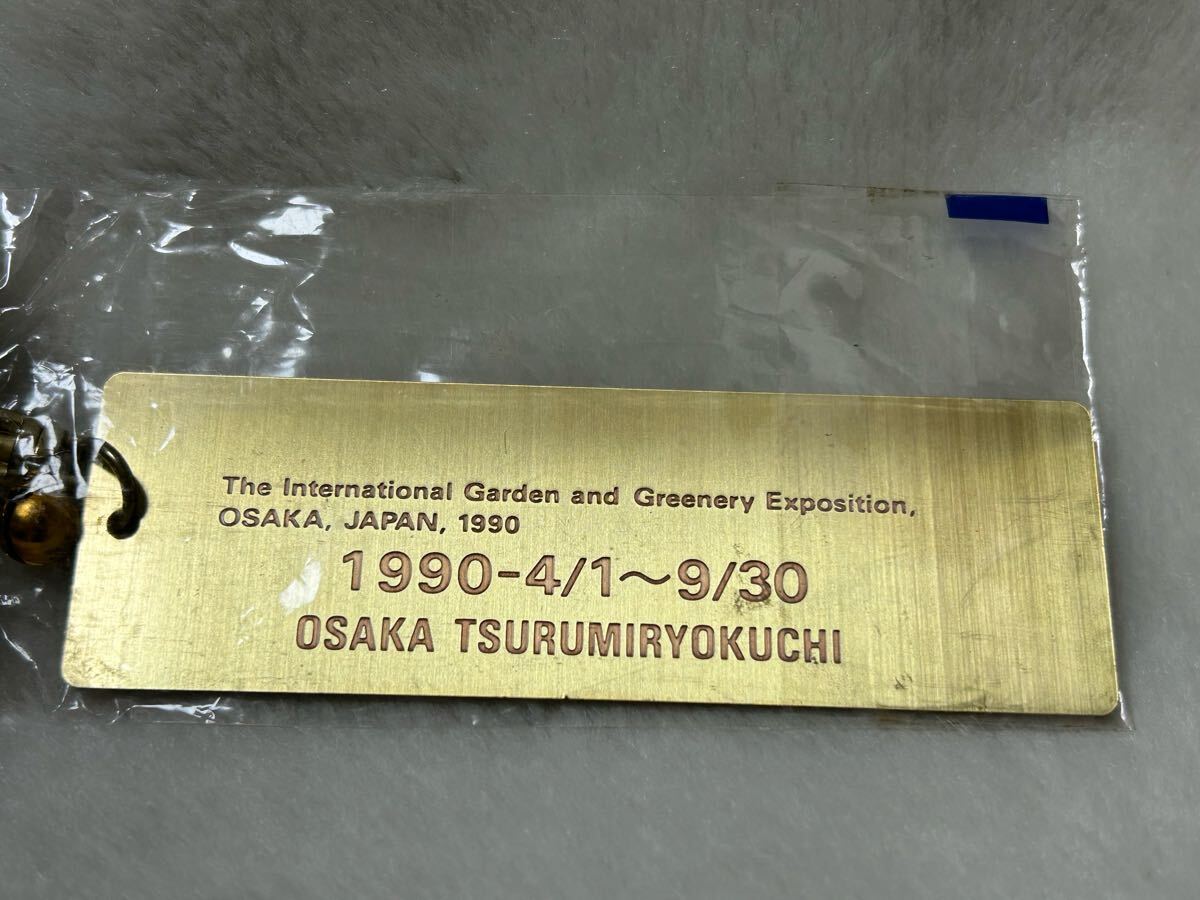 The International Garden and Greenery Exposition,
OSAKA, JAPAN, 1990
1990-4/1～9/30
OSAKA TSURUMIRYOKUCHI